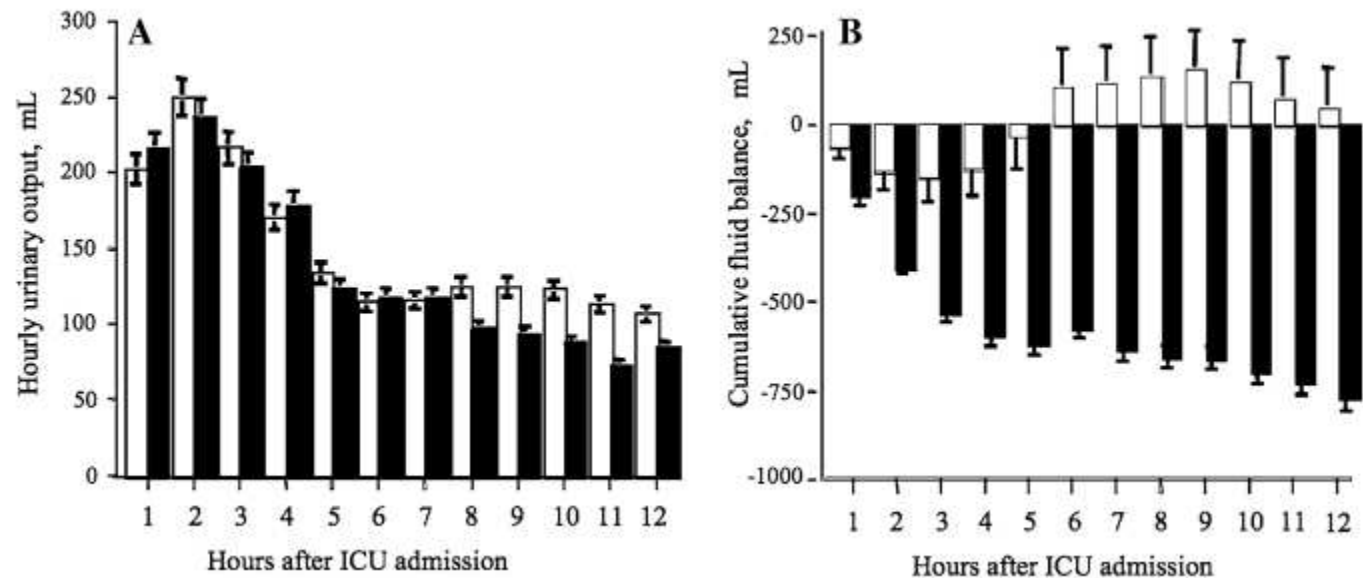 A
Hourly urinary output, mL
300
250
200
150
100
50
0
1 2 3 4 5 6 7 8 9 10 11 12
Hours after ICU admission
B
Cumulative fluid balance, mL
250
0
-250
-500
-750
-1000
1 2 3 4 5 6 7 8 9 10 11 12
Hours after ICU admission